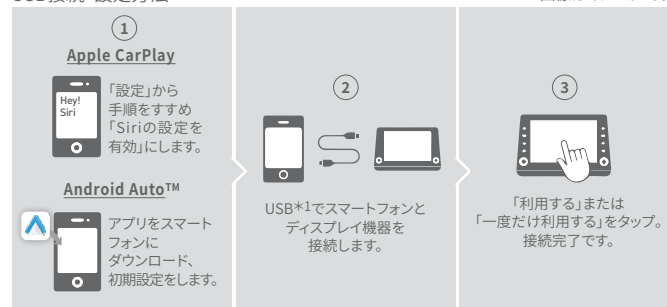 USB接続・設定方法
①
Apple CarPlay
Hey!
Siri
「設定」から
手順をすすめ
「Siriの設定を
有効」にします。
Android Auto™
アプリをスマート
フォンに
ダウンロード、
初期設定をします。
②
USB*1でスマートフォンと
ディスプレイ機器を
接続します。
③
「利用する」または
「一度だけ利用する」をタップ。
接続完了です。